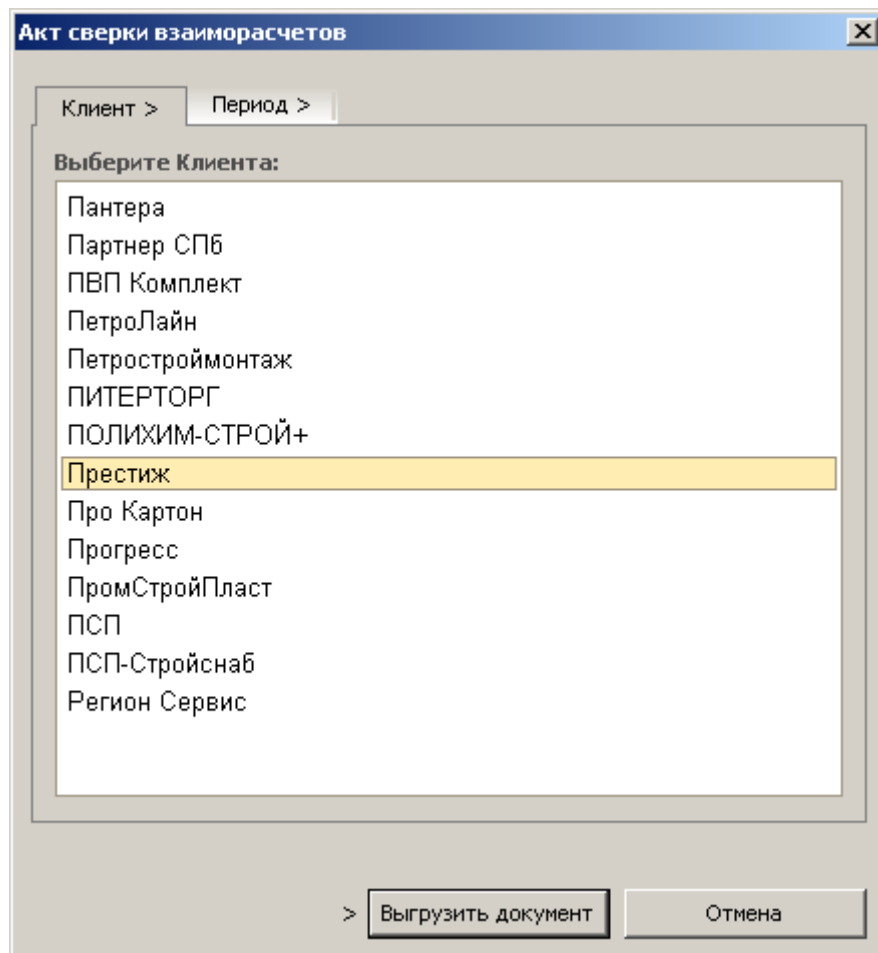 Акт сверки взаиморасчетов
Клиент >
Период >
Выберите Клиента:
Пантера
Партнер СПб
ПВП Комплект
ПетроЛайн
Петростроймонтаж
ПИТЕРТОРГ
ПОЛИХИМ-СТРОЙ+
Престиж
Про Картон
Прогресс
ПромСтройПласт
ПСП
ПСП-Стройснаб
Регион Сервис
> Выгрузить документ Отмена